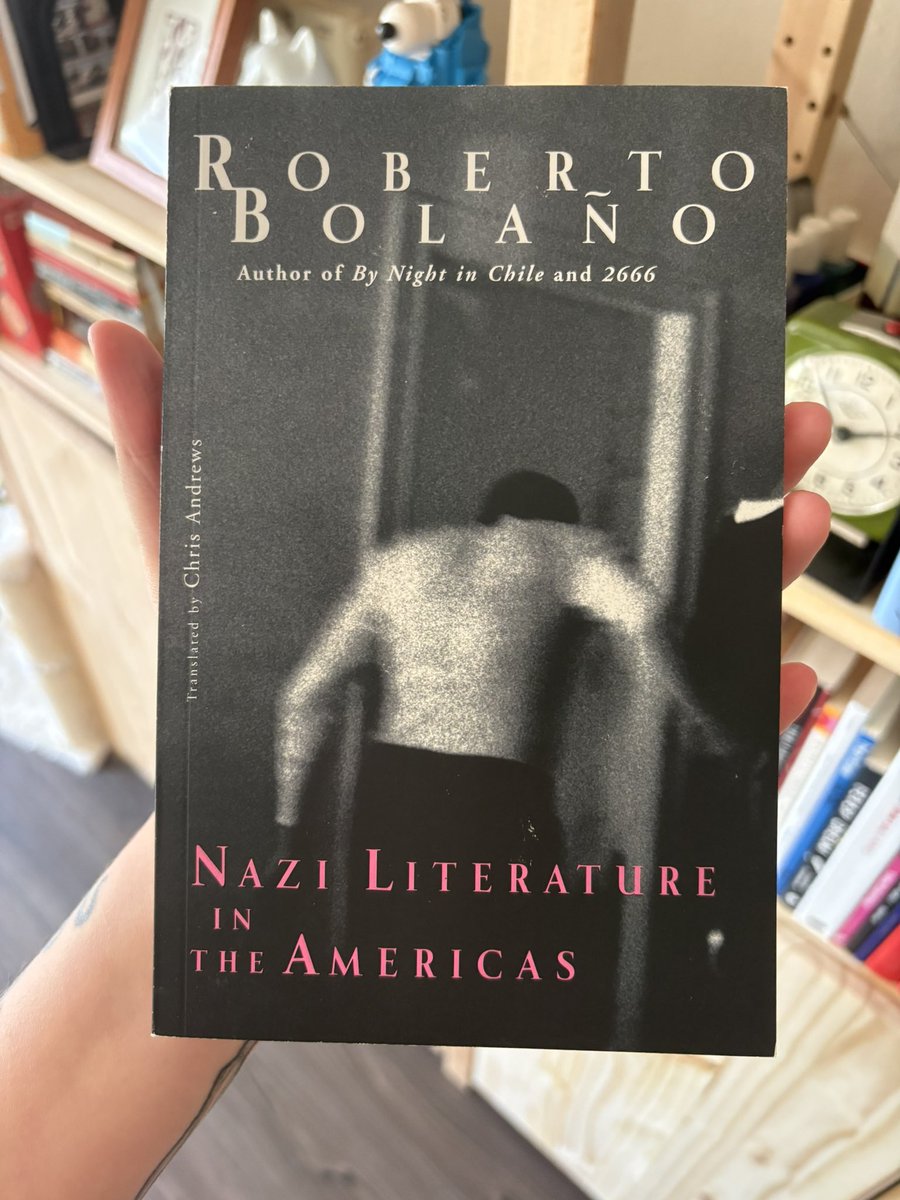 ROBERTO
BOLAÑO
Author of By Night in Chile and 2666
Translated by Chris Andrews
NAZI LITERATURE
IN
THE AMERICAS